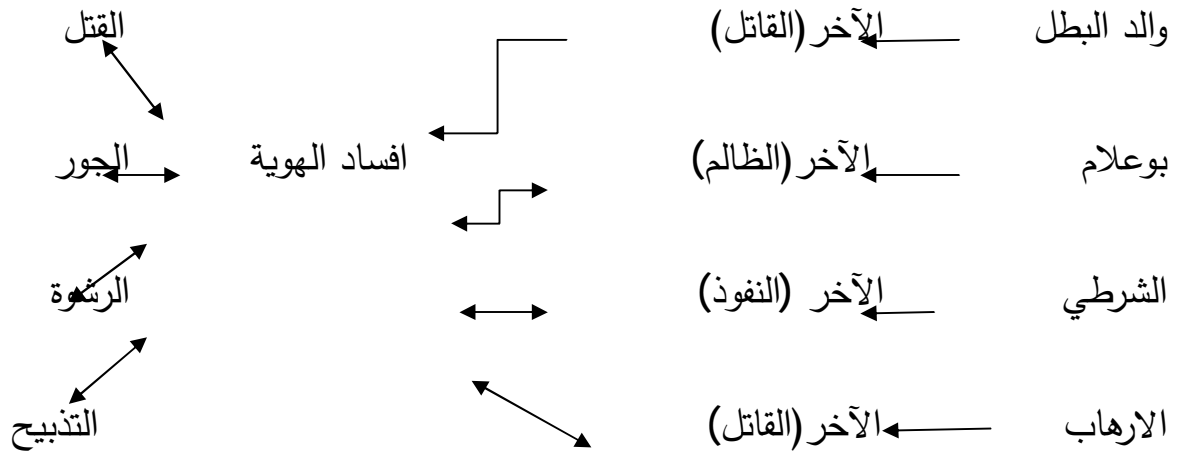 والد البطل الآخر (القاتل) القتل
بوعلام الآخر (الظالم) افساد الهوية الجور
الشرطي الآخر (النفوذ) الرشوة
الارهاب الآخر (القاتل) التذبيح